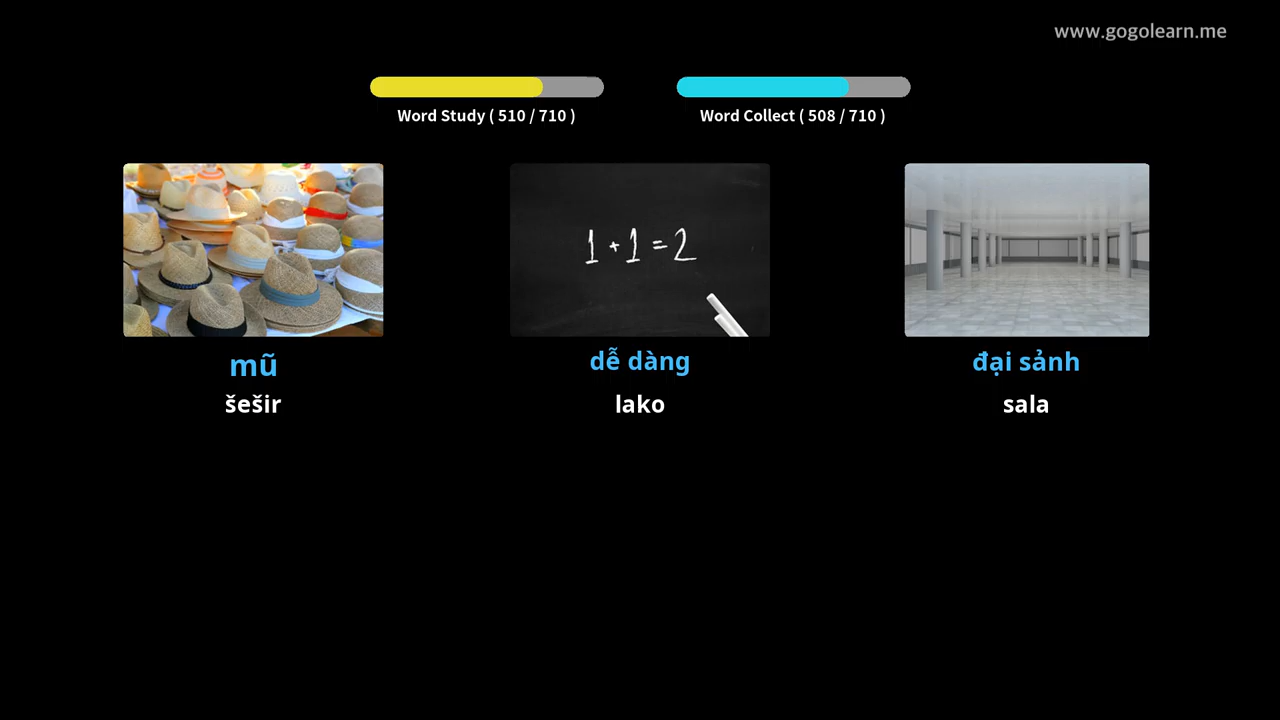 www.gogolearn.me
Word Study ( 510 / 710 )
Word Collect ( 508 / 710 )
1 + 1 = 2
mũ
dễ dàng
đại sảnh
šešir
lako
sala